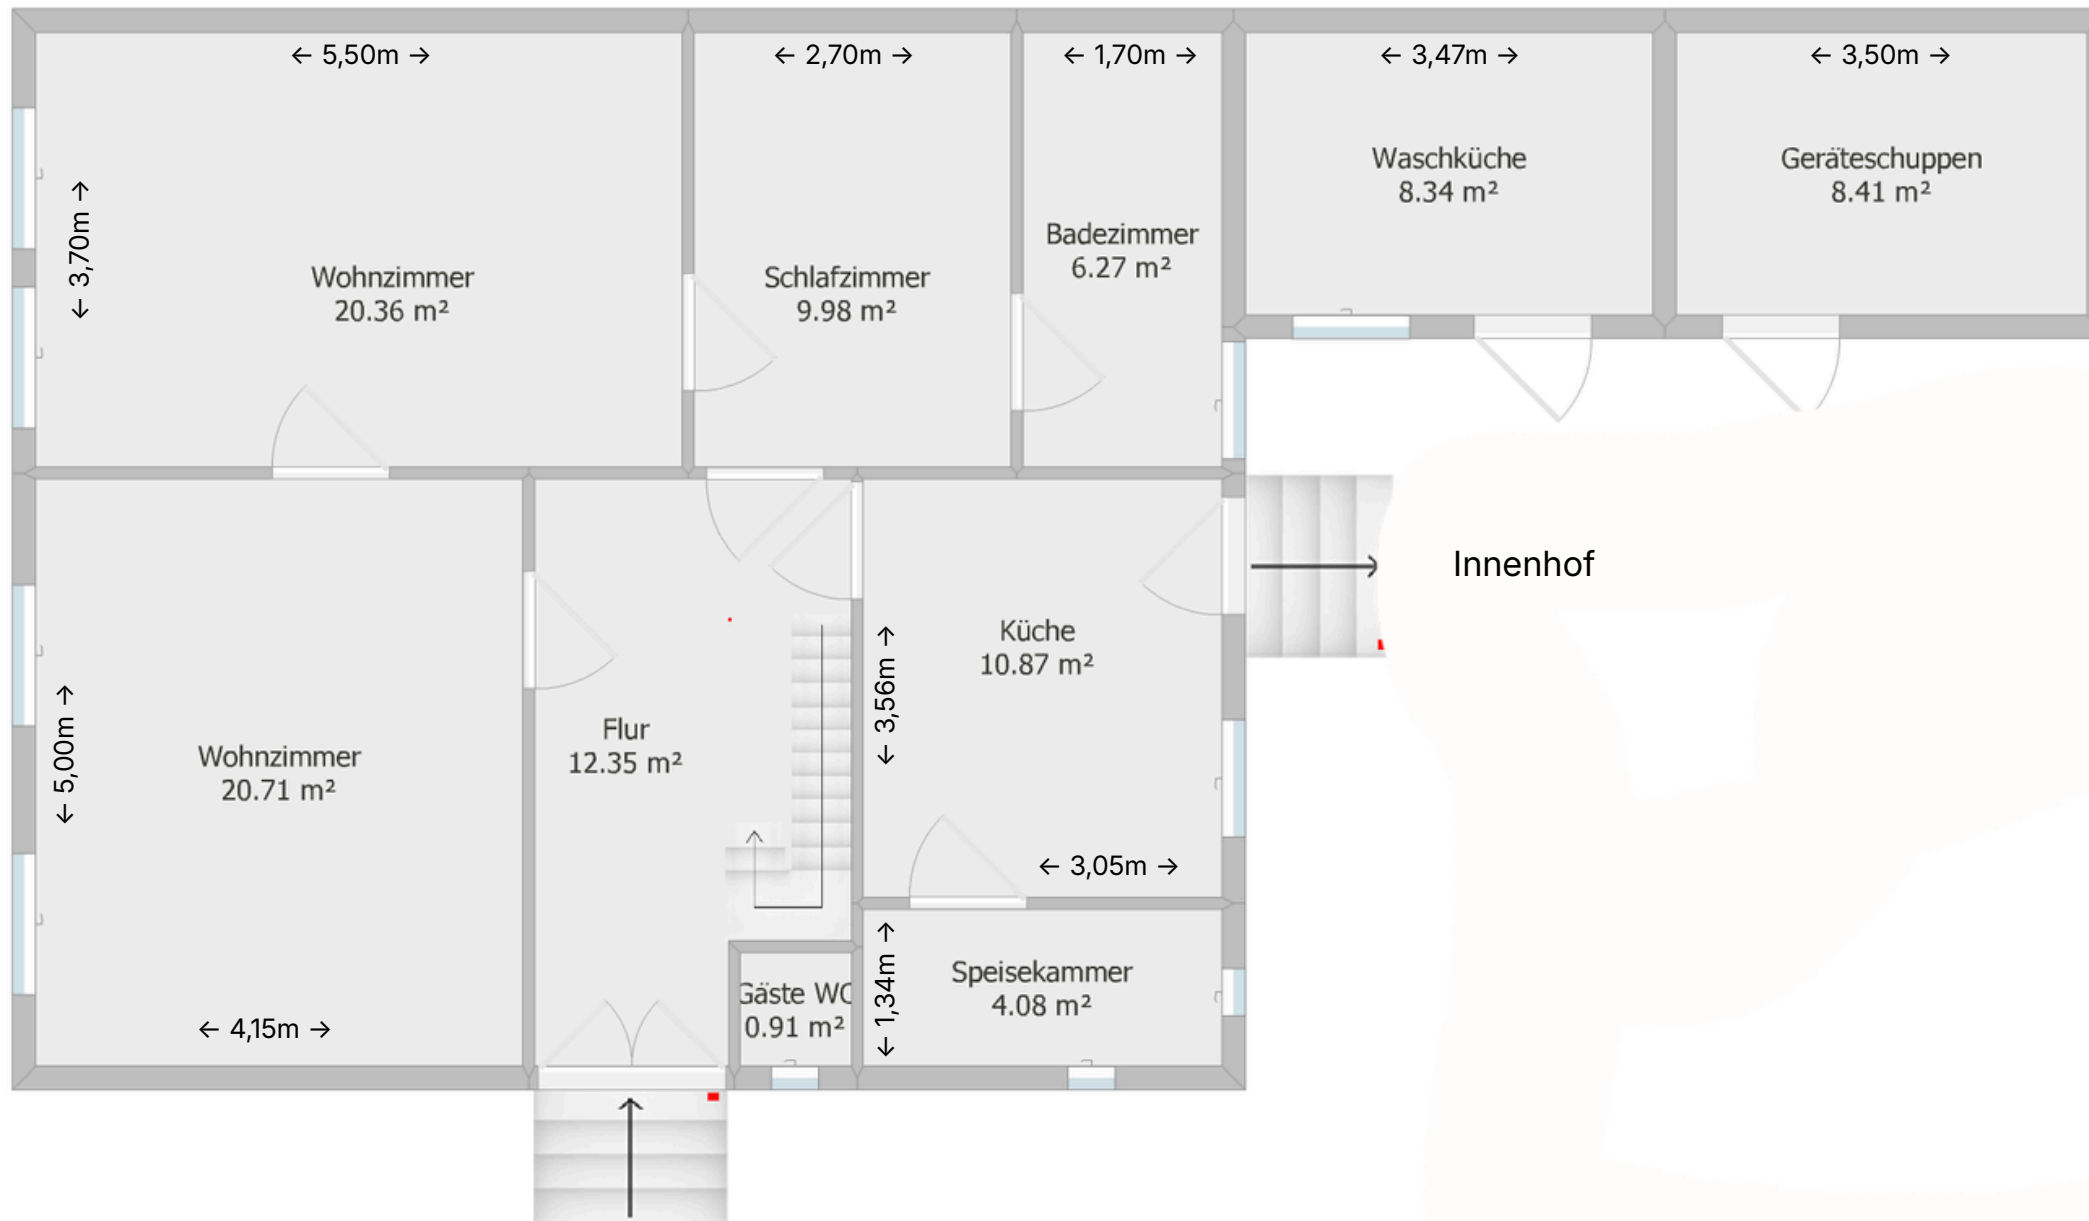 ← 5,50m →
← 2,70m →
← 1,70m →
← 3,47m →
← 3,50m →
← 3,70m →
Wohnzimmer
20.36 m²
Schlafzimmer
9.98 m²
Badezimmer
6.27 m²
Waschküche
8.34 m²
Geräteschuppen
8.41 m²
← 5,00m →
Wohnzimmer
20.71 m²
← 4,15m →
Flur
12.35 m²
← 3,56m →
Küche
10.87 m²
← 3,05m →
Innenhof
Gäste WC
0.91 m²
← 1,34m →
Speisekammer
4.08 m²